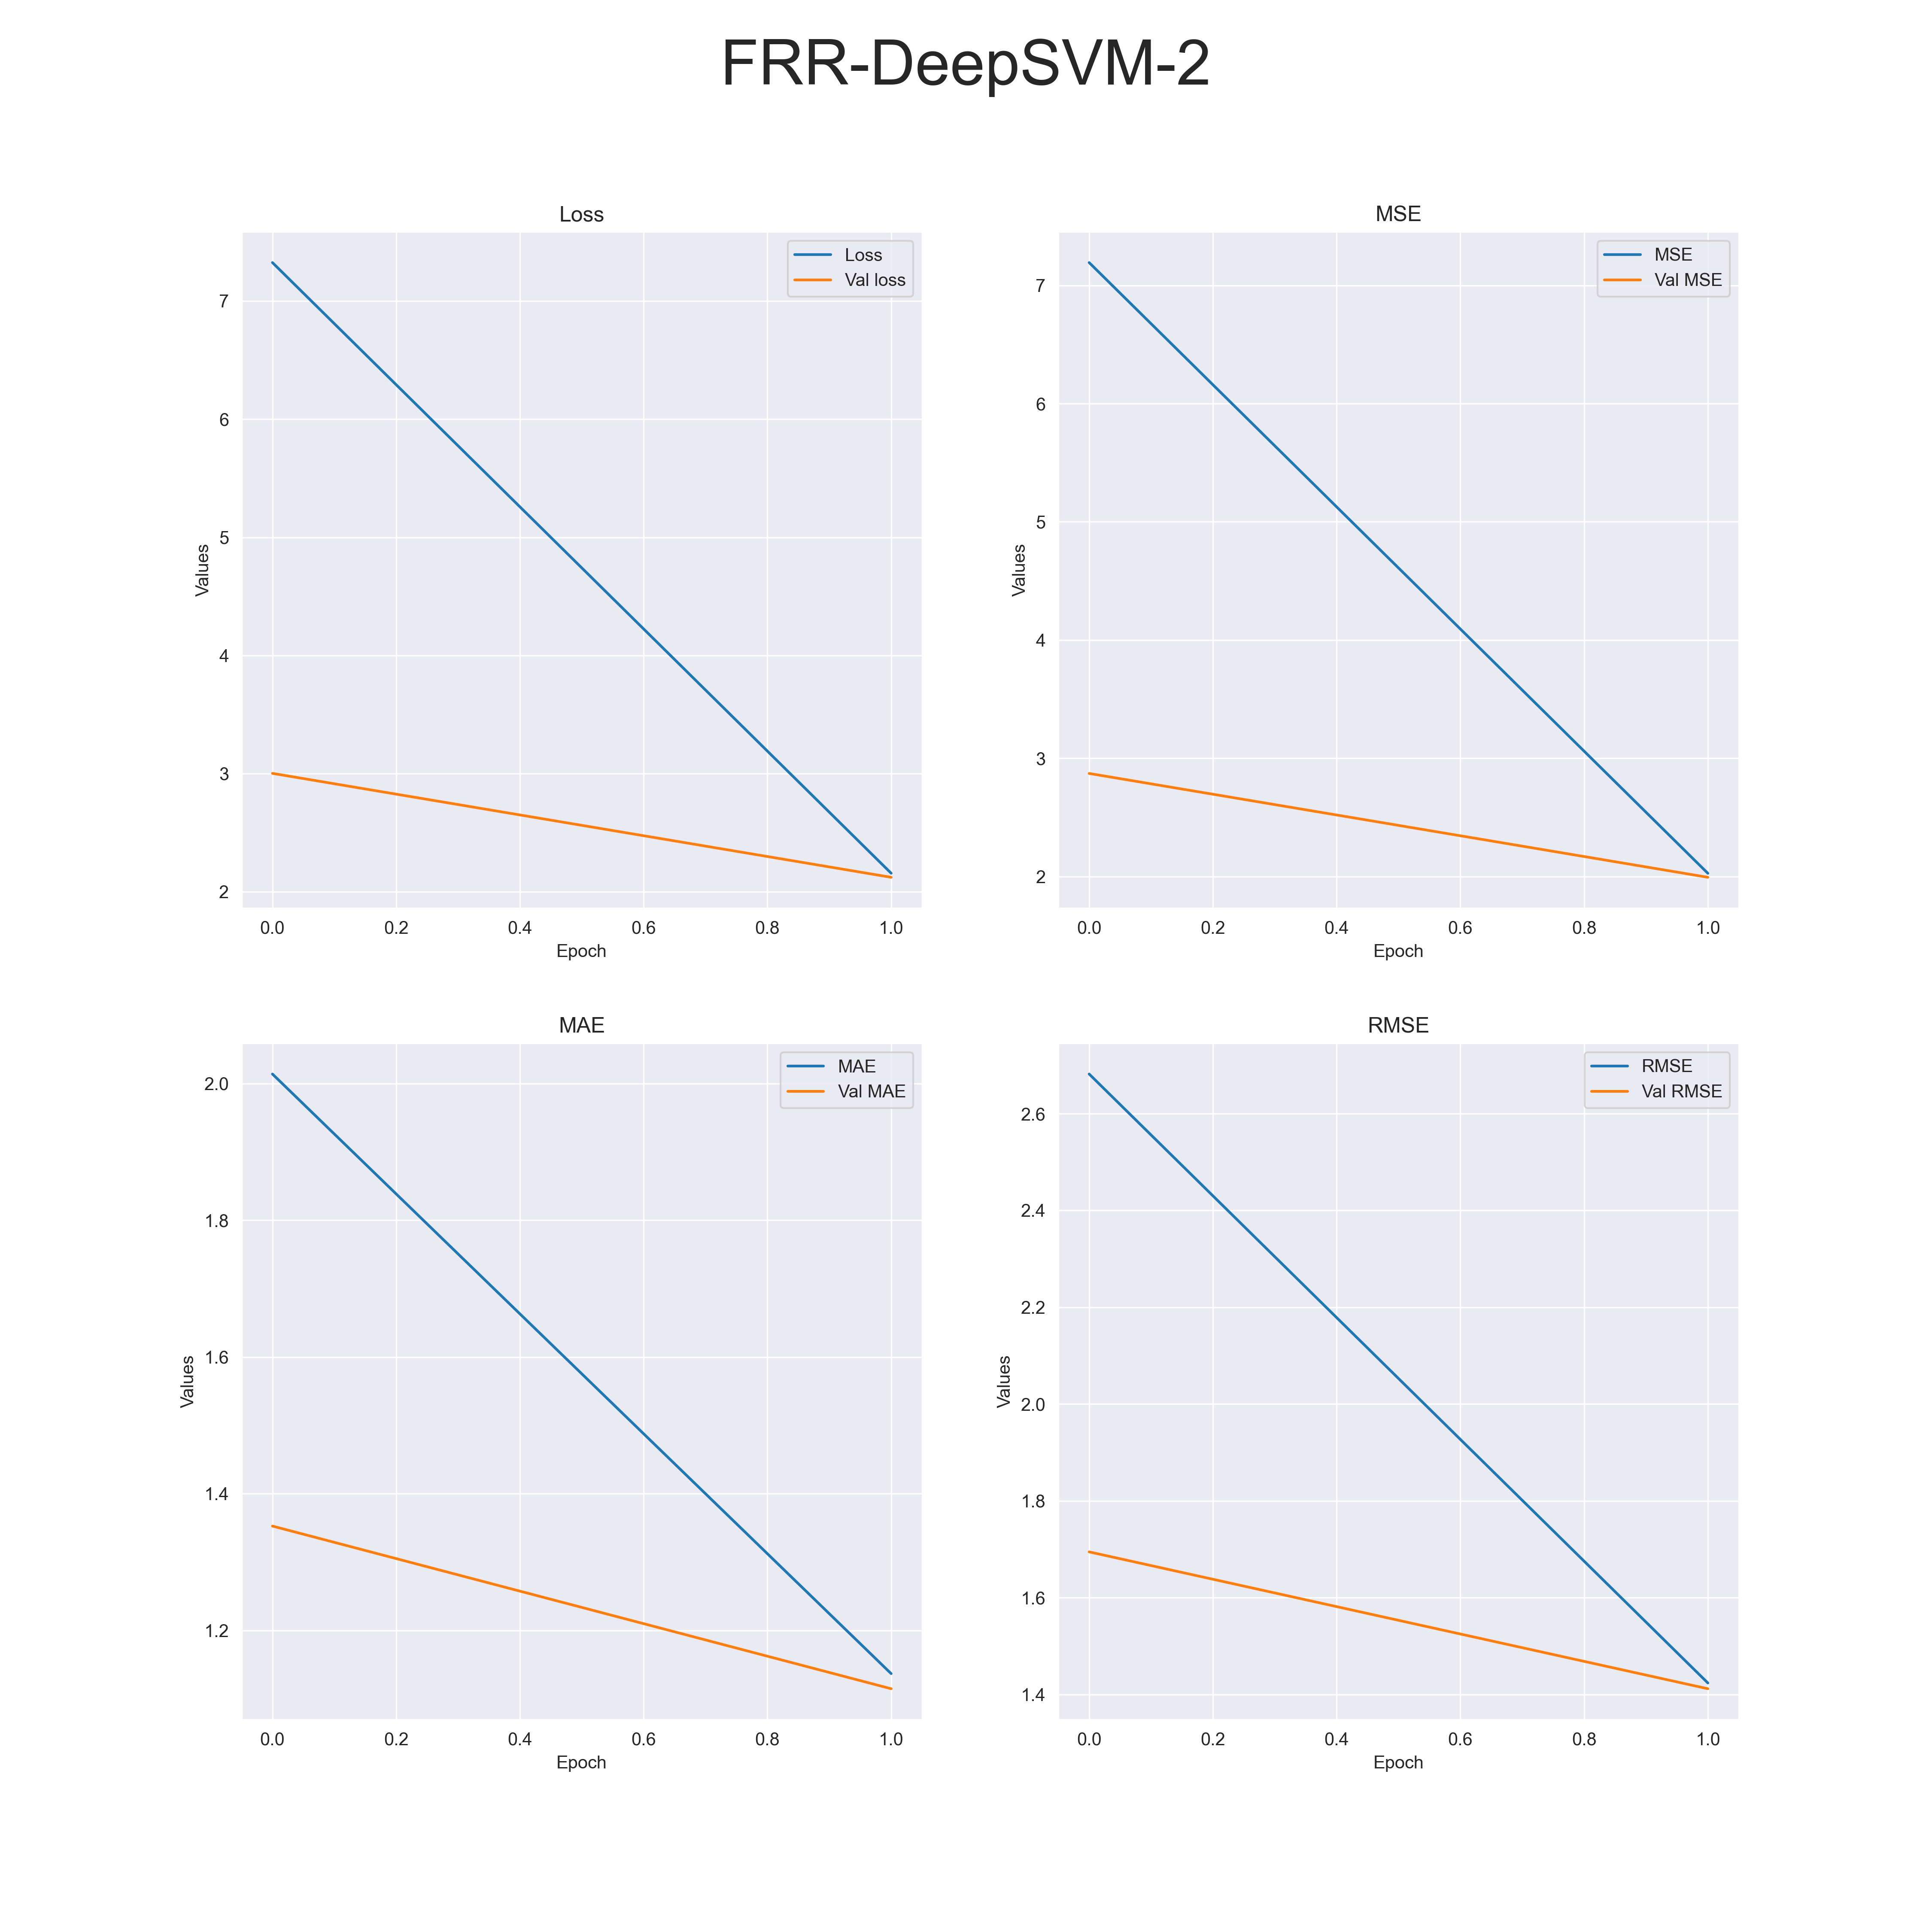 FRR-DeepSVM-2
Loss
Loss
Val loss
7
6
5
4
3
2
Values
0.0 0.2 0.4 0.6 0.8 1.0
Epoch
MSE
MSE
Val MSE
7
6
5
4
3
2
Values
0.0 0.2 0.4 0.6 0.8 1.0
Epoch
MAE
MAE
Val MAE
2.0
1.8
1.6
1.4
1.2
Values
0.0 0.2 0.4 0.6 0.8 1.0
Epoch
RMSE
RMSE
Val RMSE
2.6
2.4
2.2
2.0
1.8
1.6
1.4
Values
0.0 0.2 0.4 0.6 0.8 1.0
Epoch